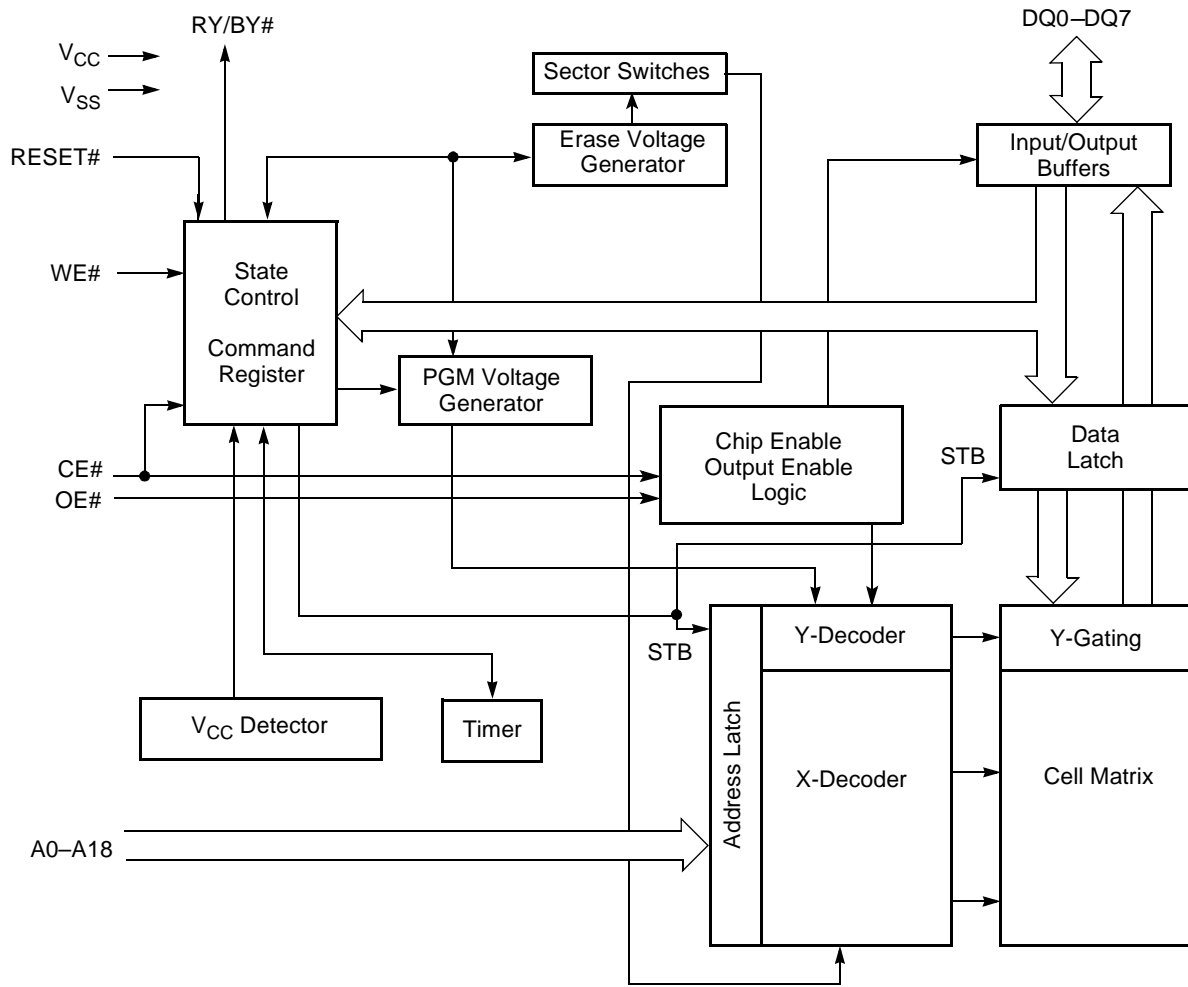 RY/BY#
DQ0–DQ7
VCC
VSS
Sector Switches
RESET#
Erase Voltage
Generator
Input/Output
Buffers
WE#
State
Control
Command
Register
PGM Voltage
Generator
Chip Enable
Output Enable
Logic
STB
Data
Latch
CE#
OE#
STB
Y-Decoder
Y-Gating
VCC Detector
Timer
Address Latch
X-Decoder
Cell Matrix
A0–A18